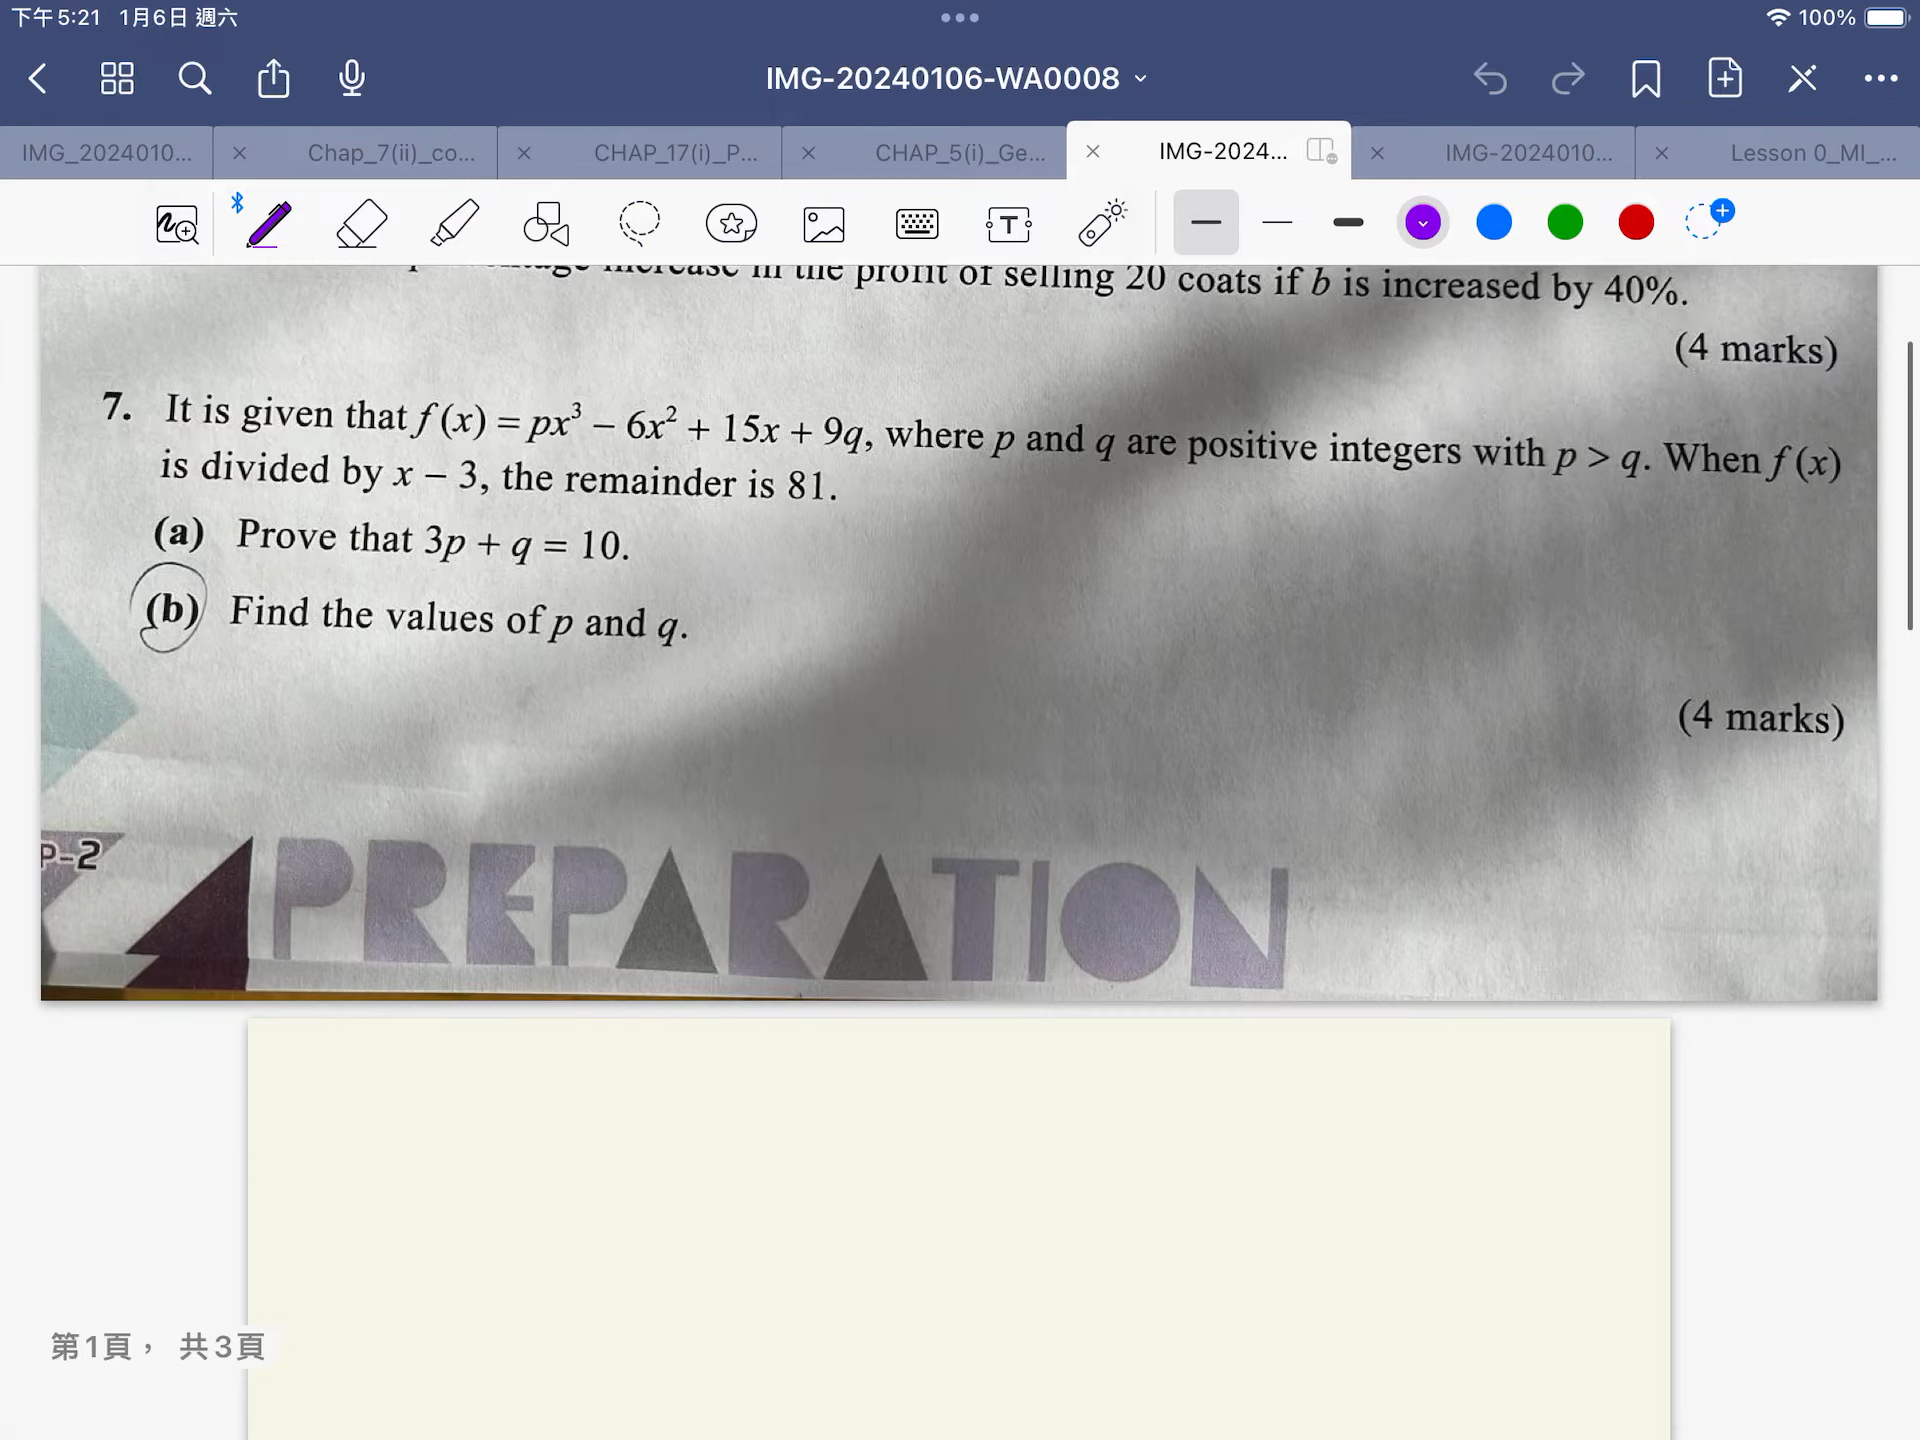 下午5:21 1月6日 週六
100%
IMG-20240106-WA0008
IMG_2024010...
Chap_7(ii)_co...
CHAP_17(i)_P...
CHAP_5(i)_Ge...
IMG-2024...
IMG-2024010...
Lesson 0_MI_...
increase in the profit of selling 20 coats if b is increased by 40%.
(4 marks)
7. It is given that f(x) = px³ − 6x² + 15x + 9q, where p and q are positive integers with p > q. When f(x)
is divided by x − 3, the remainder is 81.
(a) Prove that 3p + q = 10.
(b) Find the values of p and q.
(4 marks)
P-2
PREPARATION
第1頁, 共3頁